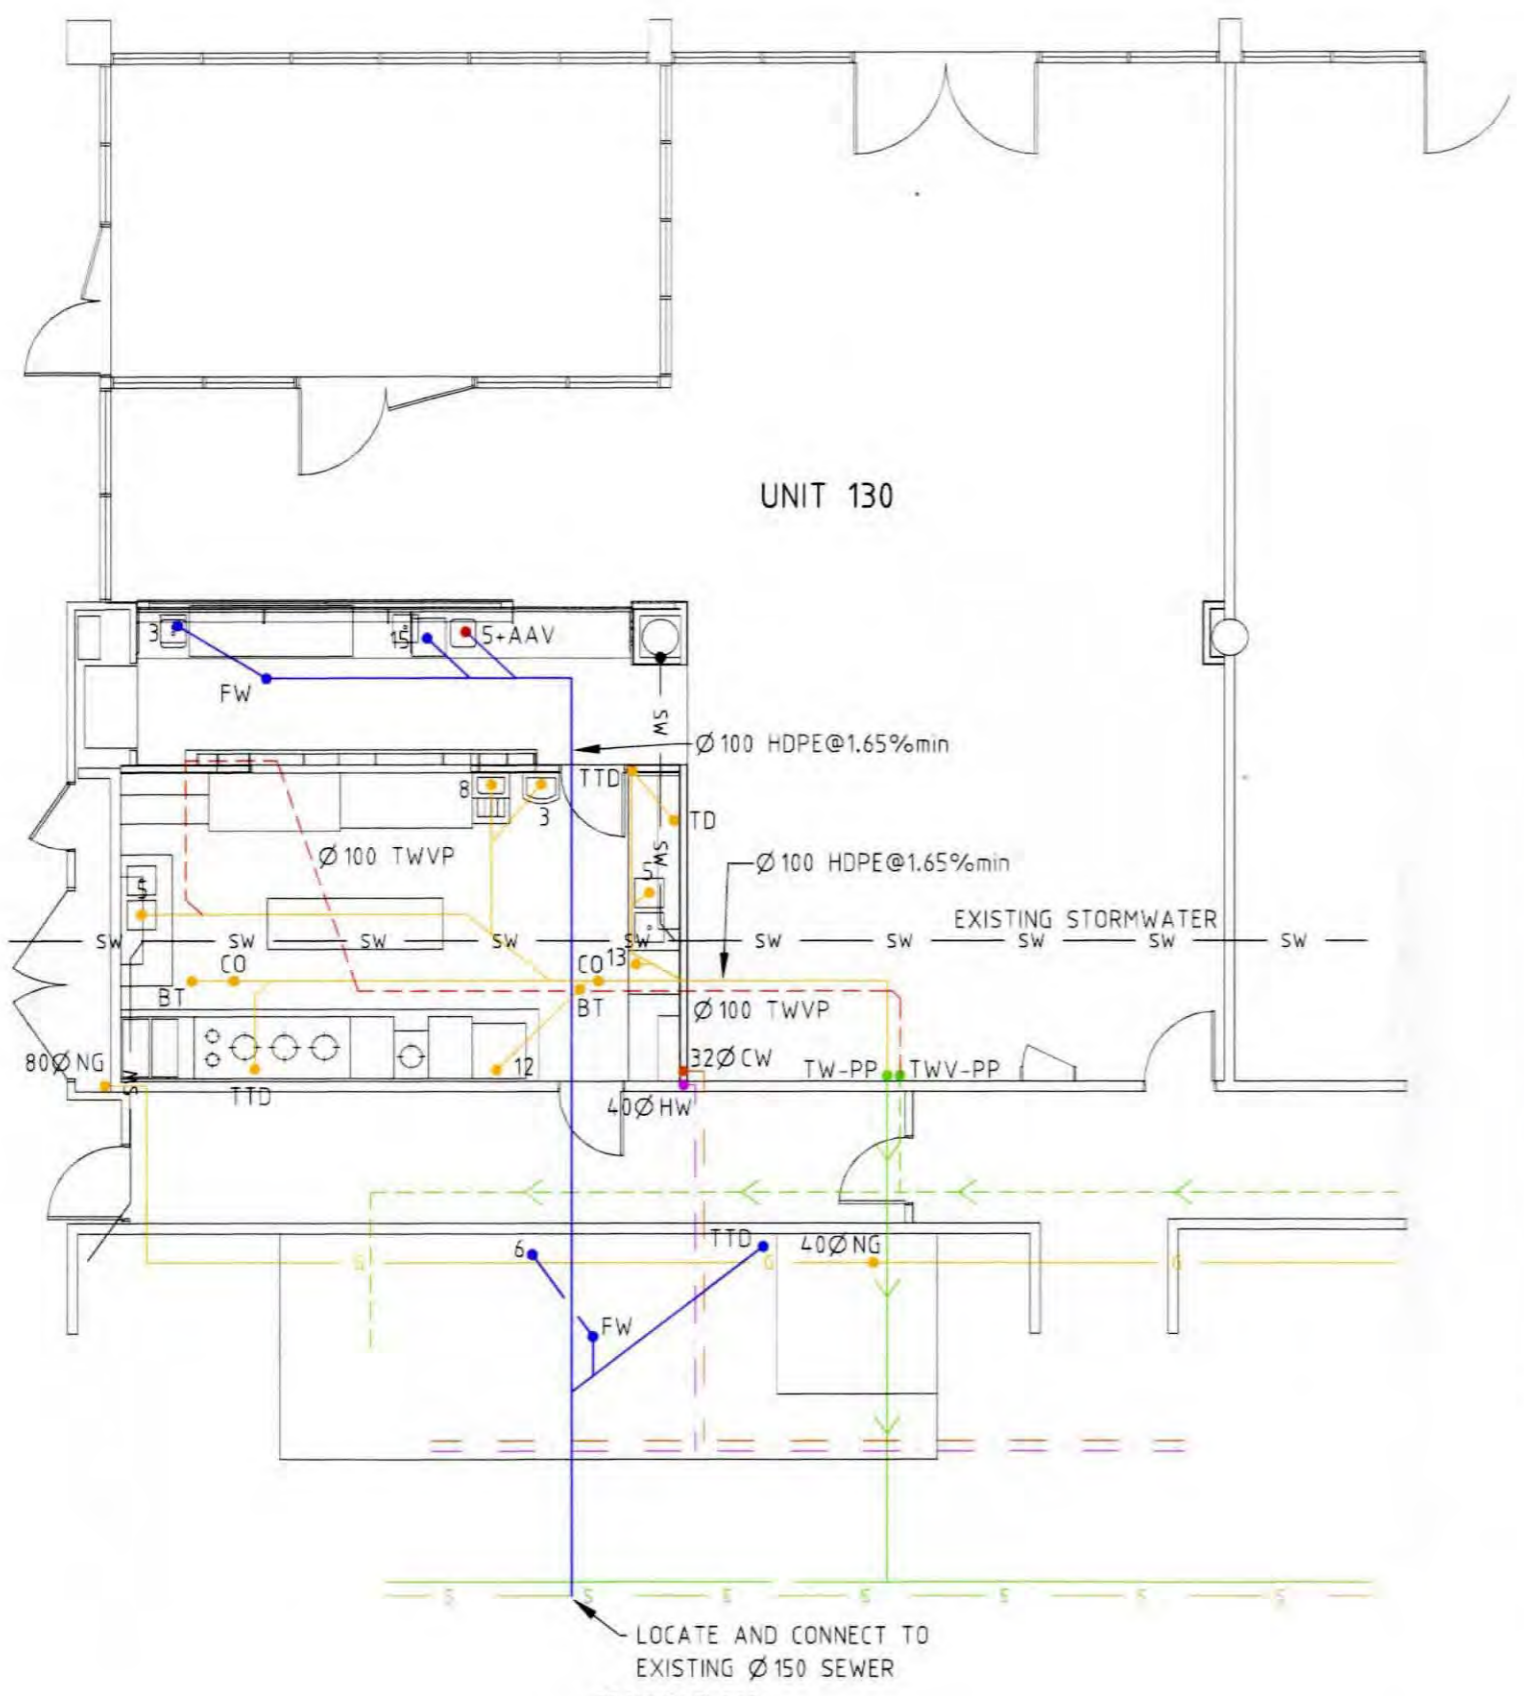 UNIT 130
3
15
5+AAV
FW
SW
Ø100 HDPE@1.65%min
TTD
8
3
TD
SW
Ø100 TWVP
Ø100 HDPE@1.65%min
5
5
EXISTING STORMWATER
SW SW SW SW SW SW SW SW SW SW
CO
CO
13
BT
BT
Ø100 TWVP
80Ø NG
SW
12
32Ø CW
TW-PP
TWV-PP
TTD
40Ø HW
6
TTD
40Ø NG
G G G
FW
S S S S S S S
LOCATE AND CONNECT TO
EXISTING Ø150 SEWER